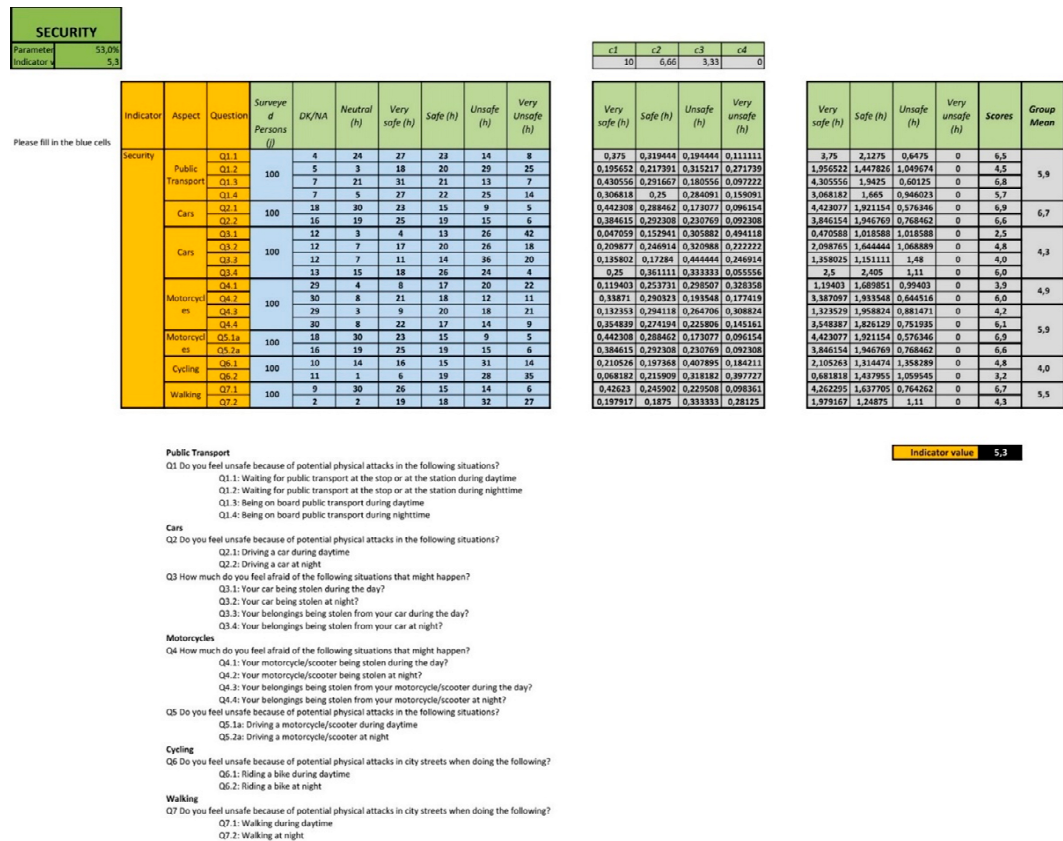 SECURITY
Parameter 53,0%
Indicator v 5,3
c1 c2 c3 c4
10 6,66 3,33 0
Please fill in the blue cells
Indicator Aspect Question Surveyed Persons (j) DK/NA Neutral (h) Very safe (h) Safe (h) Unsafe (h) Very Unsafe (h) Very safe (h) Safe (h) Unsafe (h) Very unsafe (h) Very safe (h) Safe (h) Unsafe (h) Very unsafe (h) Scores Group Mean
Security Public Transport Q1.1 100 4 24 27 23 14 8 0,375 0,319444 0,194444 0,111111 3,75 2,1275 0,6475 0 6,5 5,9
Q1.2 5 3 18 20 29 25 0,195652 0,217391 0,315217 0,271739 1,956522 1,447826 1,049674 0 4,5
Q1.3 7 21 31 21 13 7 0,430556 0,291667 0,180556 0,097222 4,305556 1,9425 0,60125 0 6,8
Q1.4 7 5 27 22 25 14 0,306818 0,25 0,284091 0,159091 3,068182 1,665 0,946023 0 5,7
Cars Q2.1 100 18 30 23 15 9 5 0,442308 0,288462 0,173077 0,096154 4,423077 1,921154 0,576346 0 6,9 6,7
Q2.2 16 19 25 19 15 6 0,384615 0,292308 0,230769 0,092308 3,846154 1,946769 0,768462 0 6,6
Cars Q3.1 100 12 3 4 13 26 42 0,047059 0,152941 0,305882 0,494118 0,470588 1,018588 1,018588 0 2,5 4,3
Q3.2 12 7 17 20 26 18 0,209877 0,246914 0,320988 0,222222 2,098765 1,644444 1,068889 0 4,8
Q3.3 12 7 11 14 36 20 0,135802 0,17284 0,444444 0,246914 1,358025 1,151111 1,48 0 4,0
Q3.4 13 15 18 26 24 4 0,25 0,361111 0,333333 0,055556 2,5 2,405 1,11 0 6,0
Motorcycles Q4.1 100 29 4 8 17 20 22 0,119403 0,253731 0,298507 0,328358 1,19403 1,689851 0,99403 0 3,9 4,9
Q4.2 30 8 21 18 12 11 0,33871 0,290323 0,193548 0,177419 3,387097 1,933548 0,644516 0 6,0
Q4.3 29 3 9 20 18 21 0,132353 0,294118 0,264706 0,308824 1,323529 1,958824 0,881471 0 4,2 5,9
Q4.4 30 8 22 17 14 9 0,354839 0,274194 0,225806 0,145161 3,548387 1,826129 0,751935 0 6,1
Motorcycles Q5.1a 100 18 30 23 15 9 5 0,442308 0,288462 0,173077 0,096154 4,423077 1,921154 0,576346 0 6,9
Q5.2a 16 19 25 19 15 6 0,384615 0,292308 0,230769 0,092308 3,846154 1,946769 0,768462 0 6,6
Cycling Q6.1 100 10 14 16 15 31 14 0,210526 0,197368 0,407895 0,184211 2,105263 1,314474 1,358289 0 4,8 4,0
Q6.2 11 1 6 19 28 35 0,068182 0,215909 0,318182 0,397727 0,681818 1,437955 1,059545 0 3,2
Walking Q7.1 100 9 30 26 15 14 6 0,42623 0,245902 0,229508 0,098361 4,262295 1,637705 0,764262 0 6,7 5,5
Q7.2 2 2 19 18 32 27 0,197917 0,1875 0,333333 0,28125 1,979167 1,24875 1,11 0 4,3
Indicator value 5,3
Public Transport
Q1 Do you feel unsafe because of potential physical attacks in the following situations?
Q1.1: Waiting for public transport at the stop or at the station during daytime
Q1.2: Waiting for public transport at the stop or at the station during nighttime
Q1.3: Being on board public transport during daytime
Q1.4: Being on board public transport during nighttime
Cars
Q2 Do you feel unsafe because of potential physical attacks in the following situations?
Q2.1: Driving a car during daytime
Q2.2: Driving a car at night
Q3 How much do you feel afraid of the following situations that might happen?
Q3.1: Your car being stolen during the day?
Q3.2: Your car being stolen at night?
Q3.3: Your belongings being stolen from your car during the day?
Q3.4: Your belongings being stolen from your car at night?
Motorcycles
Q4 How much do you feel afraid of the following situations that might happen?
Q4.1: Your motorcycle/scooter being stolen during the day?
Q4.2: Your motorcycle/scooter being stolen at night?
Q4.3: Your belongings being stolen from your motorcycle/scooter during the day?
Q4.4: Your belongings being stolen from your motorcycle/scooter at night?
Q5 Do you feel unsafe because of potential physical attacks in the following situations?
Q5.1a: Driving a motorcycle/scooter during daytime
Q5.2a: Driving a motorcycle/scooter at night
Cycling
Q6 Do you feel unsafe because of potential physical attacks in city streets when doing the following?
Q6.1: Riding a bike during daytime
Q6.2: Riding a bike at night
Walking
Q7 Do you feel unsafe because of potential physical attacks in city streets when doing the following?
Q7.1: Walking during daytime
Q7.2: Walking at night